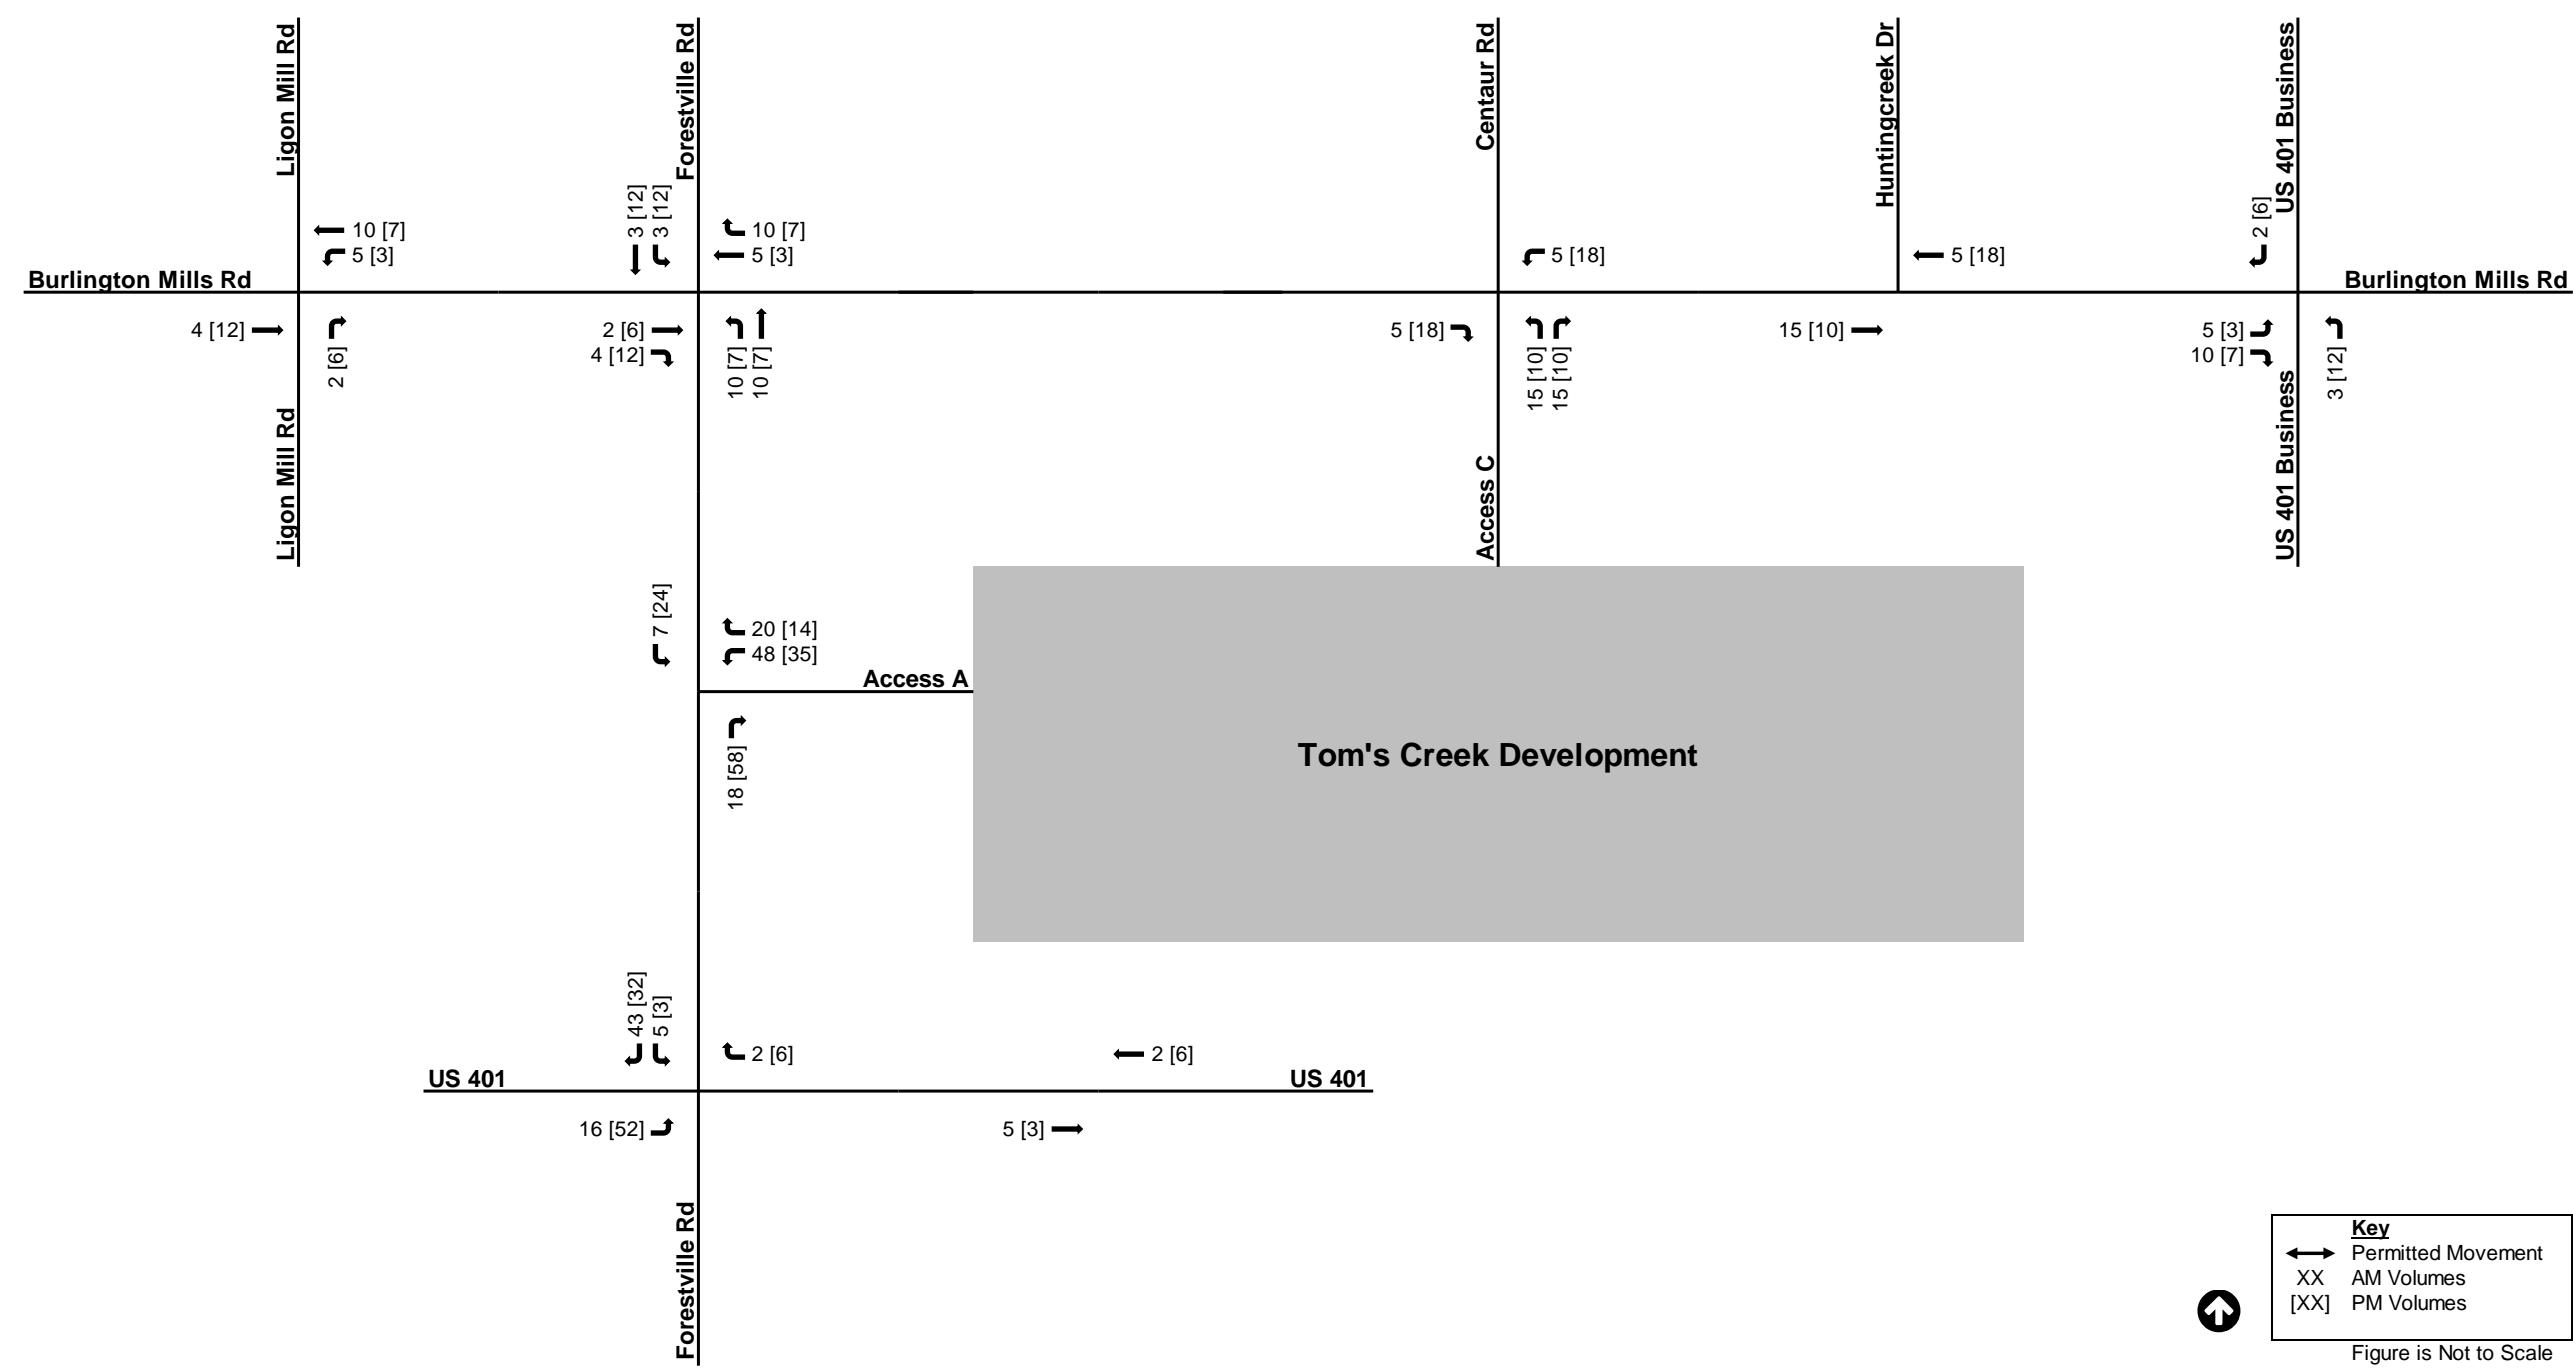 Ligon Mill Rd
Forestville Rd
Centaur Rd
Huntingcreek Dr
US 401 Business
10 [7]
5 [3]
3 [12]
3 [12]
10 [7]
5 [3]
5 [18]
5 [18]
2 [6]
Burlington Mills Rd
Burlington Mills Rd
4 [12]
2 [6]
2 [6]
4 [12]
10 [7]
10 [7]
5 [18]
15 [10]
15 [10]
15 [10]
5 [3]
10 [7]
3 [12]
Ligon Mill Rd
Access C
US 401 Business
7 [24]
20 [14]
48 [35]
Access A
18 [58]
Tom's Creek Development
43 [32]
5 [3]
2 [6]
2 [6]
US 401
US 401
16 [52]
5 [3]
Forestville Rd
Key
Permitted Movement
XX AM Volumes
[XX] PM Volumes
Figure is Not to Scale